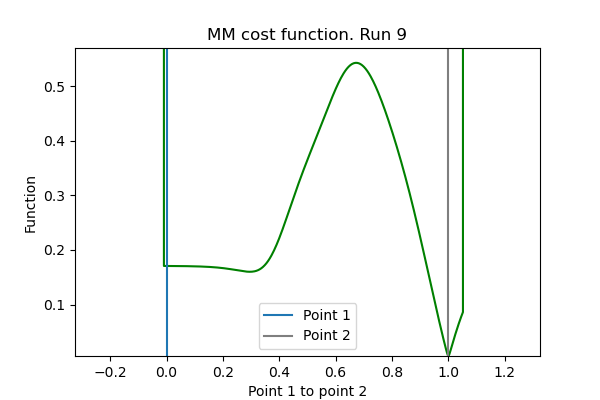 MM cost function. Run 9
Function
0.5
0.4
0.3
0.2
0.1
Point 1
Point 2
−0.2 0.0 0.2 0.4 0.6 0.8 1.0 1.2
Point 1 to point 2